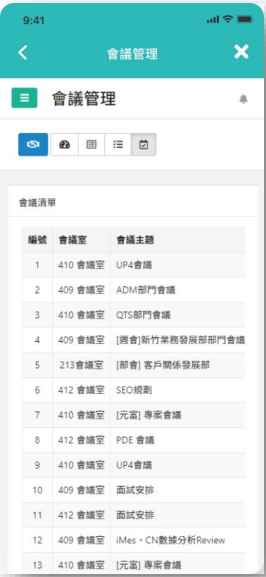 9:41
會議管理
會議管理
會議清單
編號 會議室 會議主題
1 410 會議室 UP4會議
2 409 會議室 ADM部門會議
3 410 會議室 QTS部門會議
4 409 會議室 [週會]新竹業務發展部部門會議
5 213會議室 [部會] 客戶關係發展部
6 412 會議室 SEO規劃
7 410 會議室 [元富] 專案會議
8 412 會議室 PDE 會議
9 410 會議室 UP4會議
10 409 會議室 面試安排
11 412 會議室 面試安排
12 409 會議室 iMes、CN數據分析Review
13 410 會議室 [元富] 專案會議